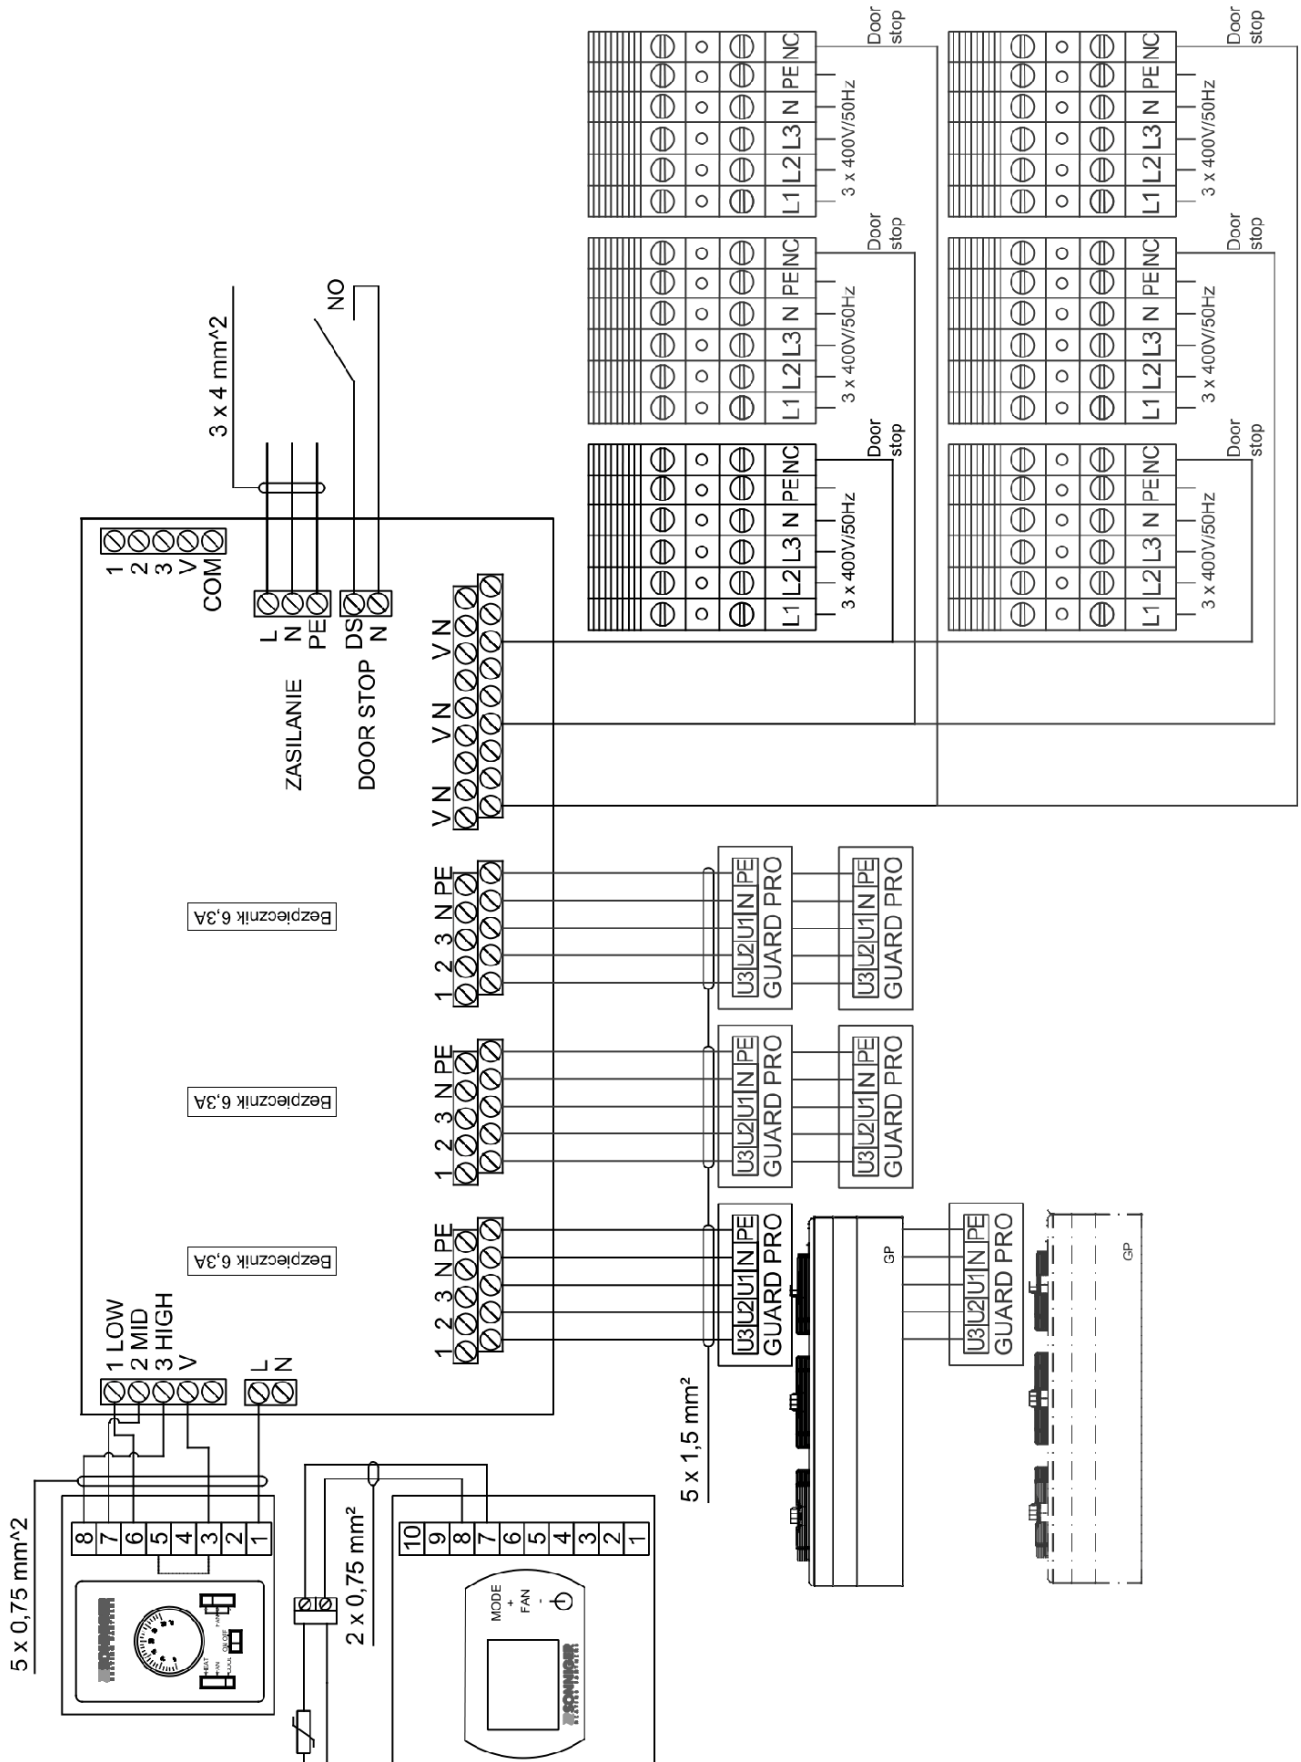 Door
stop
NC
PE
N
L3
L2
L1
3 x 400V/50Hz
Door
stop
NC
PE
N
L3
L2
L1
3 x 400V/50Hz
Door
stop
NC
PE
N
L3
L2
L1
3 x 400V/50Hz
Door
stop
NC
PE
N
L3
L2
L1
3 x 400V/50Hz
Door
stop
NC
PE
N
L3
L2
L1
3 x 400V/50Hz
Door
stop
NC
PE
N
L3
L2
L1
3 x 400V/50Hz
3 x 4 mm^2
NO
1
2
3
V
COM
L
N
PE
ZASILANIE
DS
N
DOOR STOP
V N
V N
V N
Bezpiecznik 6,3A
Bezpiecznik 6,3A
Bezpiecznik 6,3A
1 2 3 N PE
1 2 3 N PE
1 2 3 N PE
1 LOW
2 MID
3 HIGH
V
L
N
U3 U2 U1 N PE
GUARD PRO
U3 U2 U1 N PE
GUARD PRO
U3 U2 U1 N PE
GUARD PRO
U3 U2 U1 N PE
GUARD PRO
U3 U2 U1 N PE
GUARD PRO
U3 U2 U1 N PE
GUARD PRO
GP
GP
5 x 1,5 mm²
5 x 0,75 mm^2
8
7
6
5
4
3
2
1
SONNIGER
HEAT
FAN
COOL
2 x 0,75 mm²
10
9
8
7
6
5
4
3
2
1
MODE
+
FAN
-
SONNIGER